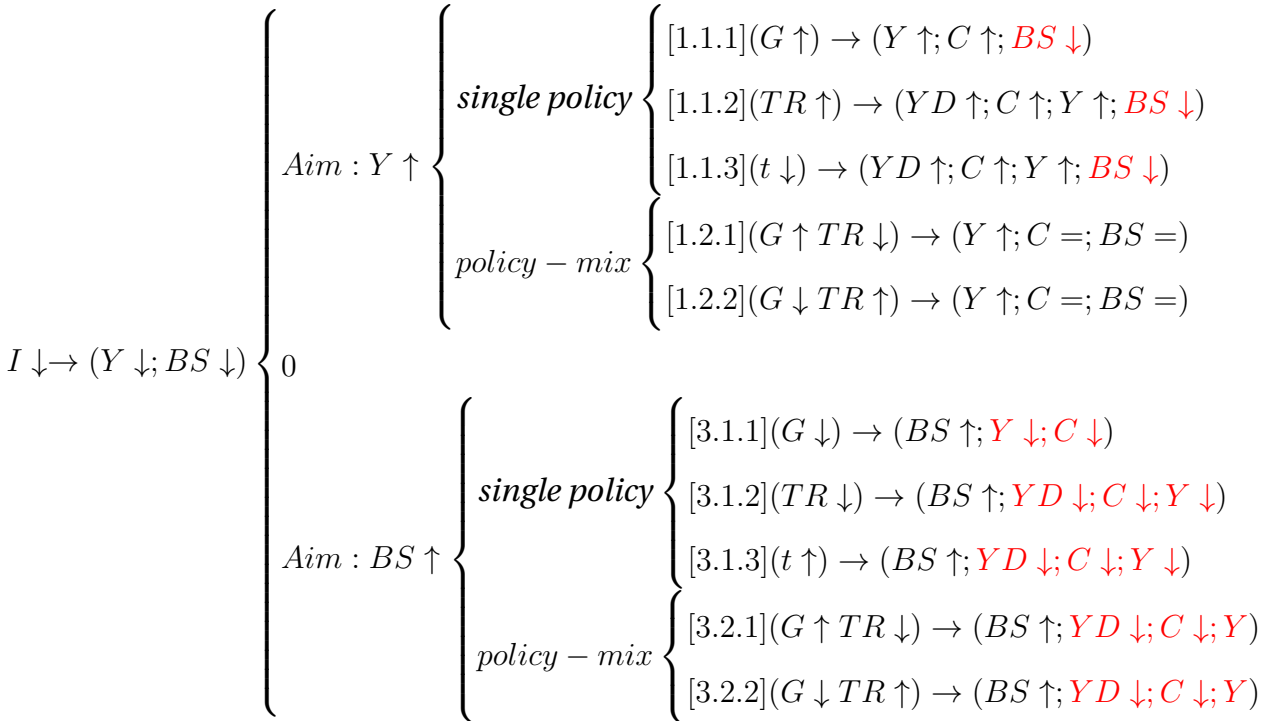 [1.1.1](G ↑) → (Y ↑; C ↑; BS ↓)
single policy
[1.1.2](TR ↑) → (YD ↑; C ↑; Y ↑; BS ↓)
Aim : Y ↑
[1.1.3](t ↓) → (YD ↑; C ↑; Y ↑; BS ↓)
[1.2.1](G ↑ TR ↓) → (Y ↑; C =; BS =)
policy − mix
[1.2.2](G ↓ TR ↑) → (Y ↑; C =; BS =)
I ↓→ (Y ↓; BS ↓)
0
[3.1.1](G ↓) → (BS ↑; Y ↓; C ↓)
single policy
[3.1.2](TR ↓) → (BS ↑; YD ↓; C ↓; Y ↓)
Aim : BS ↑
[3.1.3](t ↑) → (BS ↑; YD ↓; C ↓; Y ↓)
[3.2.1](G ↑ TR ↓) → (BS ↑; YD ↓; C ↓; Y)
policy − mix
[3.2.2](G ↓ TR ↑) → (BS ↑; YD ↓; C ↓; Y)